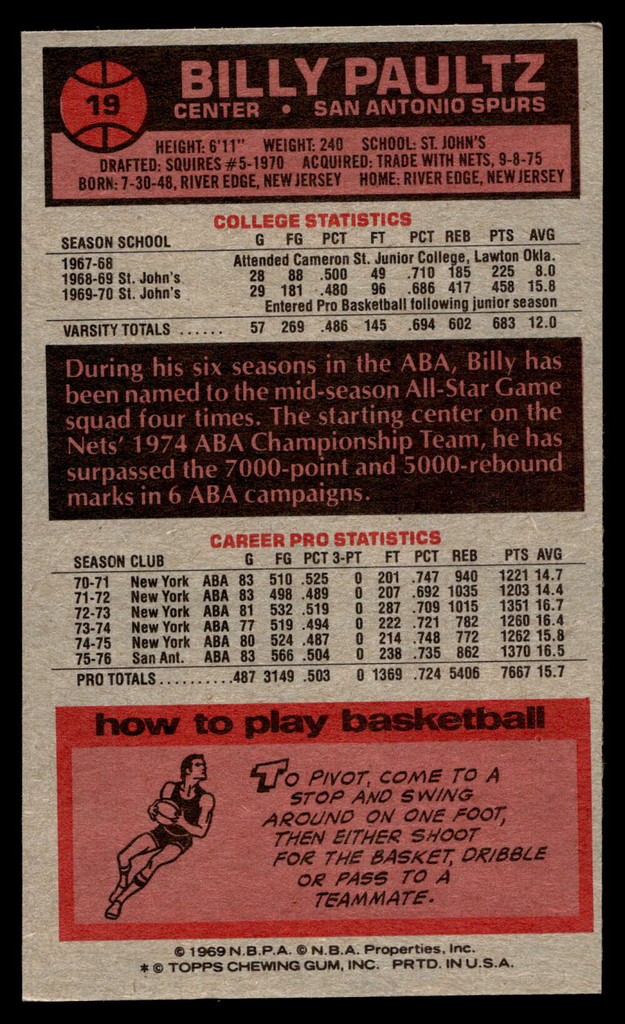 19
BILLY PAULTZ
CENTER • SAN ANTONIO SPURS
HEIGHT: 6'11" WEIGHT: 240 SCHOOL: ST. JOHN'S
DRAFTED: SQUIRES #5-1970 ACQUIRED: TRADE WITH NETS, 9-8-75
BORN: 7-30-48, RIVER EDGE, NEW JERSEY HOME: RIVER EDGE, NEW JERSEY
COLLEGE STATISTICS
SEASON SCHOOL G FG PCT FT PCT REB PTS AVG
1967-68 Attended Cameron St. Junior College, Lawton Okla.
1968-69 St. John's 28 88 .500 49 .710 185 225 8.0
1969-70 St. John's 29 181 .480 96 .686 417 458 15.8
Entered Pro Basketball following junior season
VARSITY TOTALS ...... 57 269 .486 145 .694 602 683 12.0
During his six seasons in the ABA, Billy has
been named to the mid-season All-Star Game
squad four times. The starting center on the
Nets' 1974 ABA Championship Team, he has
surpassed the 7000-point and 5000-rebound
marks in 6 ABA campaigns.
CAREER PRO STATISTICS
SEASON CLUB G FG PCT 3-PT FT PCT REB PTS AVG
70-71 New York ABA 83 510 .525 0 201 .747 940 1221 14.7
71-72 New York ABA 83 498 .489 0 207 .692 1035 1203 14.4
72-73 New York ABA 81 532 .519 0 287 .709 1015 1351 16.7
73-74 New York ABA 77 519 .494 0 222 .721 782 1260 16.4
74-75 New York ABA 80 524 .487 0 214 .748 772 1262 15.8
75-76 San Ant. ABA 83 566 .504 0 238 .735 862 1370 16.5
PRO TOTALS..........487 3149 .503 0 1369 .724 5406 7667 15.7
how to play basketball
TO PIVOT, COME TO A
STOP AND SWING
AROUND ON ONE FOOT,
THEN EITHER SHOOT
FOR THE BASKET, DRIBBLE
OR PASS TO A
TEAMMATE.
© 1969 N.B.P.A. © N.B.A. Properties, Inc.
* © TOPPS CHEWING GUM, INC. PRTD. IN U.S.A.